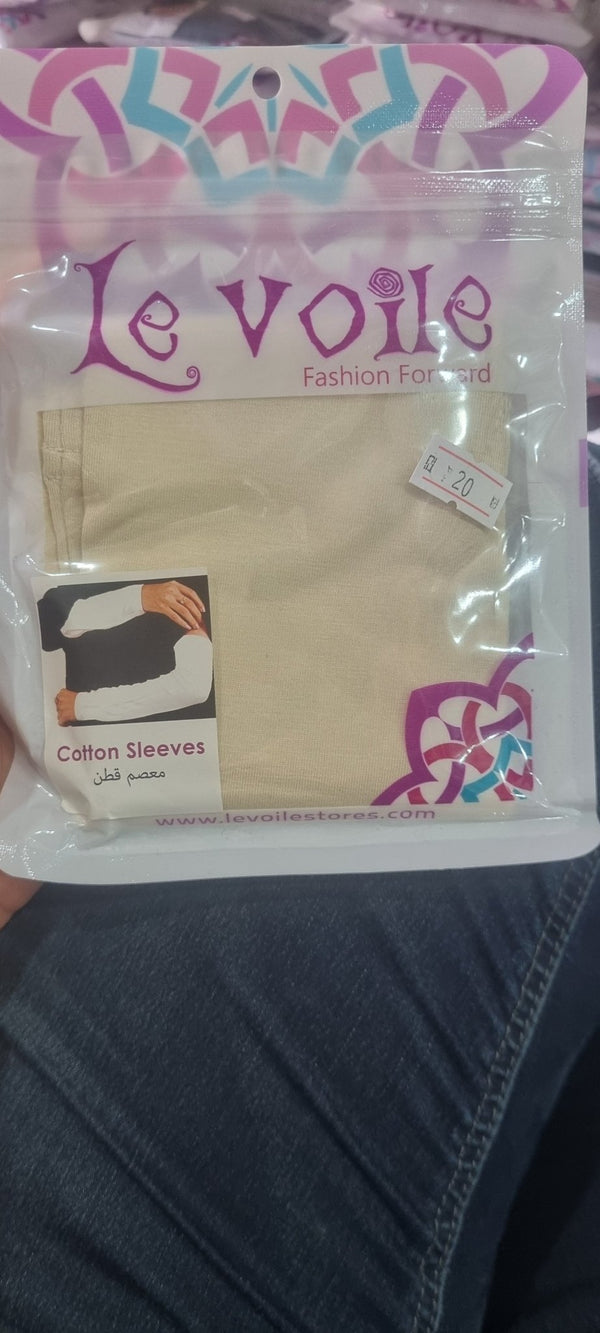 Le voile
Fashion Forward
20
Cotton Sleeves
معصم قطن
www.levoilestores.com